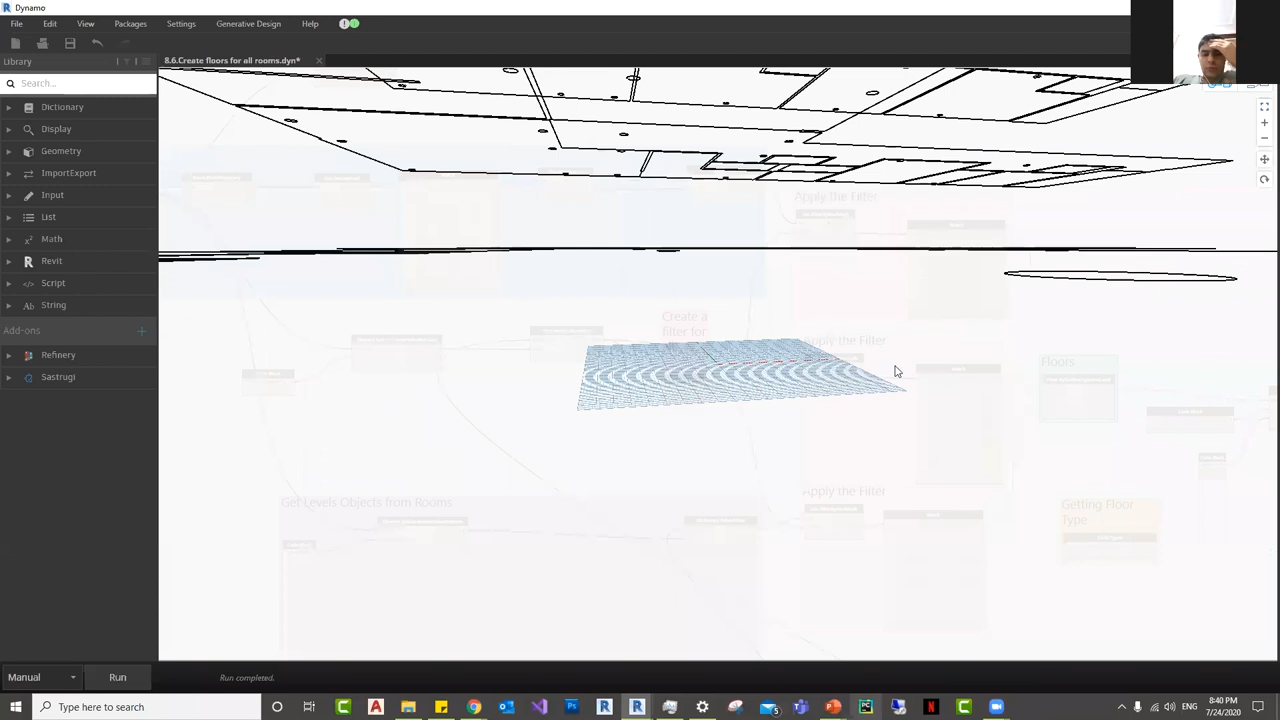 Dynamo
File Edit View Packages Settings Generative Design Help
Library
8.6.Create floors for all rooms.dyn*
Search...
Dictionary
Display
Geometry
ImportExport
Input
List
Math
Revit
Script
String
Add-ons
Refinery
Sastrugi
Apply the Filter
Create a
filter for
Apply the Filter
Floors
Get Levels Objects from Rooms
Apply the Filter
Getting Floor
Type
Manual
Run
Run completed.
Type here to search
ENG
8:40 PM
7/24/2020